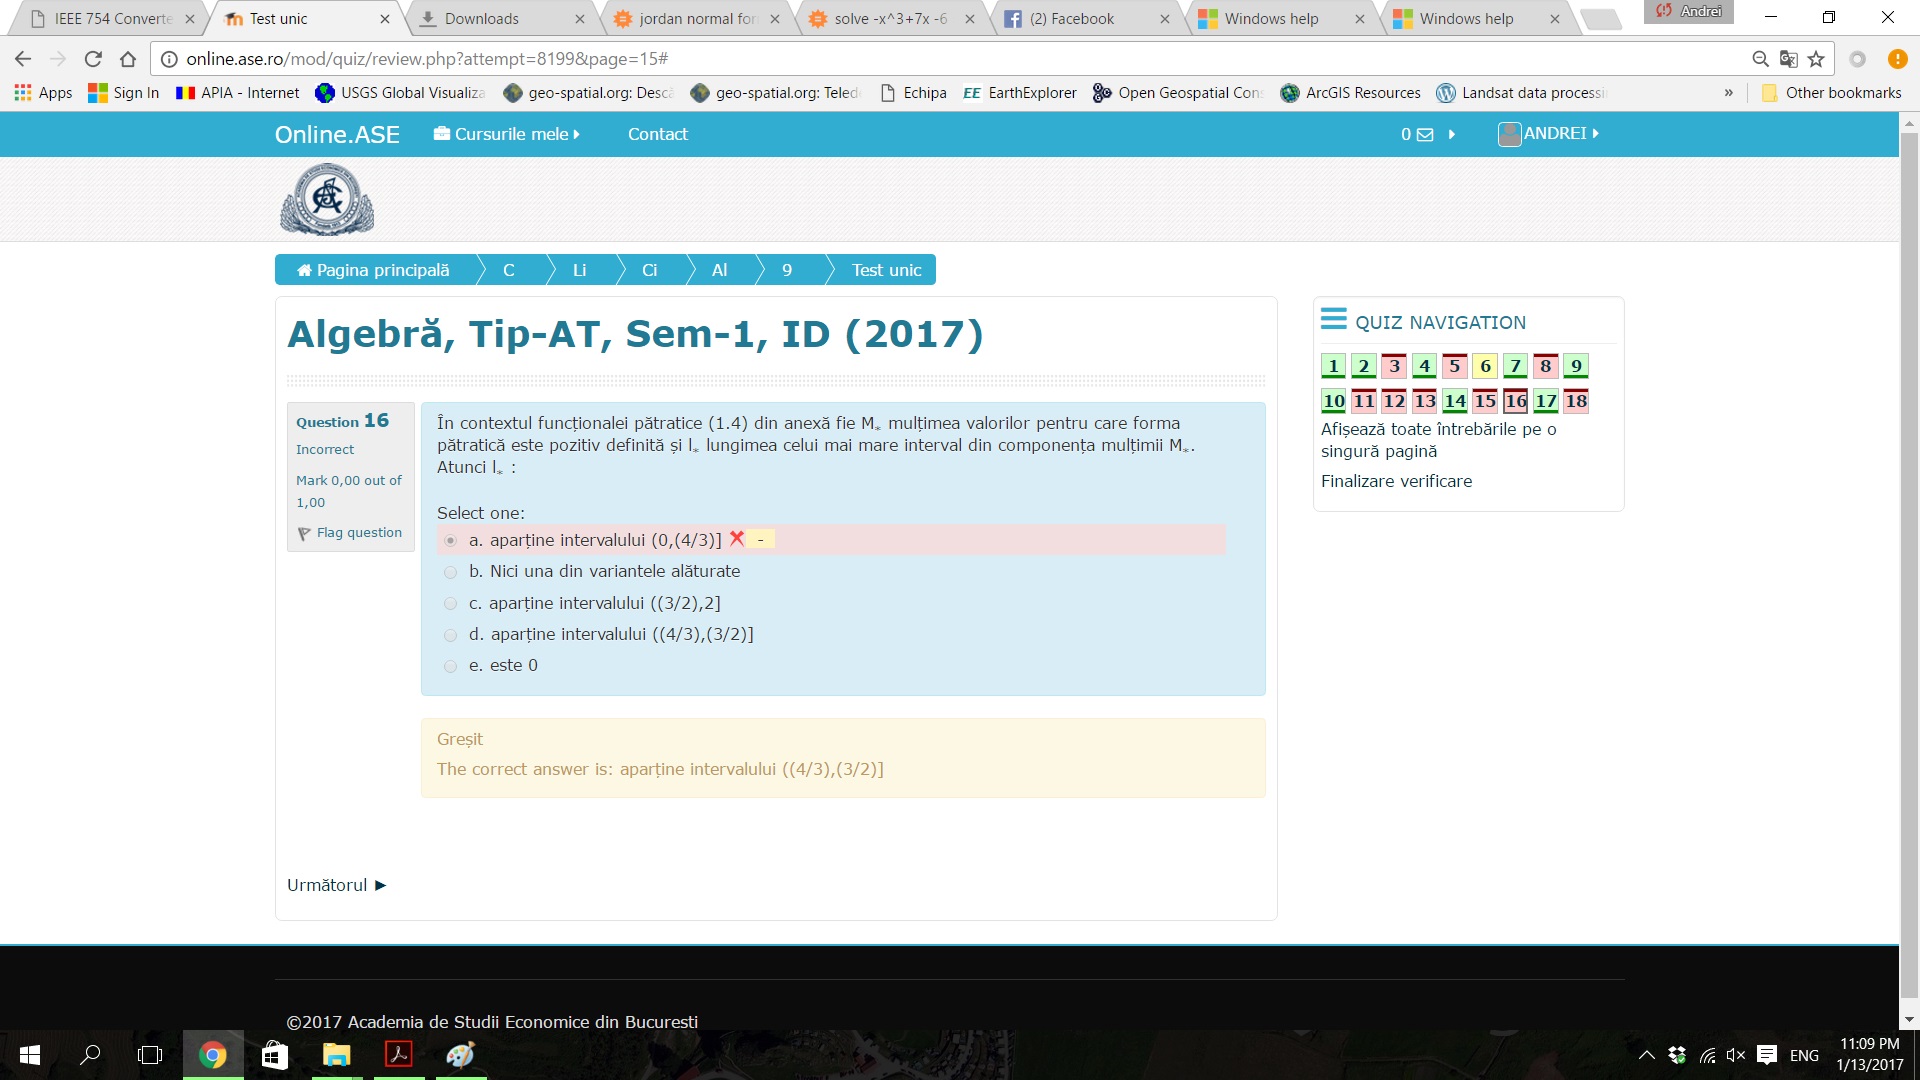 IEEE 754 Converte
Test unic
Downloads
jordan normal for
solve -x^3+7x -6
(2) Facebook
Windows help
Windows help
Andrei
online.ase.ro/mod/quiz/review.php?attempt=8199&page=15#
Apps
Sign In
APIA - Internet
USGS Global Visualiza
geo-spatial.org: Descă
geo-spatial.org: Teled
Echipa
EE EarthExplorer
Open Geospatial Con
ArcGIS Resources
Landsat data processi
»
Other bookmarks
Online.ASE
Cursurile mele
Contact
0
ANDREI
Pagina principală
C
Li
Ci
Al
9
Test unic
Algebră, Tip-AT, Sem-1, ID (2017)
Question 16
Incorrect
Mark 0,00 out of
1,00
Flag question
În contextul funcționalei pătratice (1.4) din anexă fie M* mulțimea valorilor pentru care forma
pătratică este pozitiv definită și l* lungimea celui mai mare interval din componența mulțimii M*.
Atunci l* :
Select one:
a. aparține intervalului (0,(4/3)] -
b. Nici una din variantele alăturate
c. aparține intervalului ((3/2),2]
d. aparține intervalului ((4/3),(3/2)]
e. este 0
Greșit
The correct answer is: aparține intervalului ((4/3),(3/2)]
Următorul ►
QUIZ NAVIGATION
1 2 3 4 5 6 7 8 9
10 11 12 13 14 15 16 17 18
Afișează toate întrebările pe o
singură pagină
Finalizare verificare
©2017 Academia de Studii Economice din Bucuresti
ENG
11:09 PM
1/13/2017